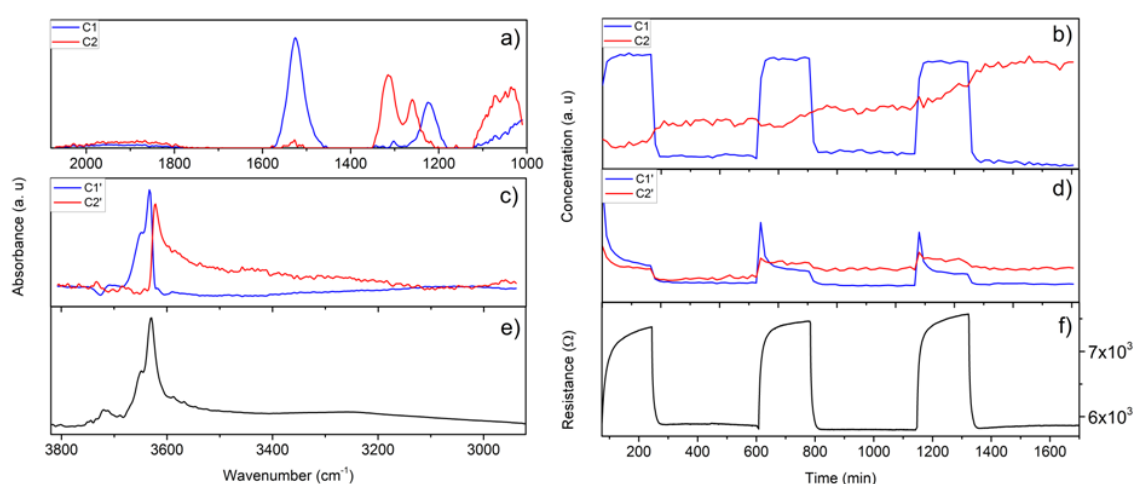 C1
C2
a)
2000
1800
1600
1400
1200
1000
C1'
C2'
c)
e)
3800
3600
3400
3200
3000
Absorbance (a. u)
Wavenumber (cm⁻¹)
C1
C2
b)
C1'
C2'
d)
f)
7x10³
6x10³
Concentration (a. u)
Resistance (Ω)
200
400
600
800
1000
1200
1400
1600
Time (min)